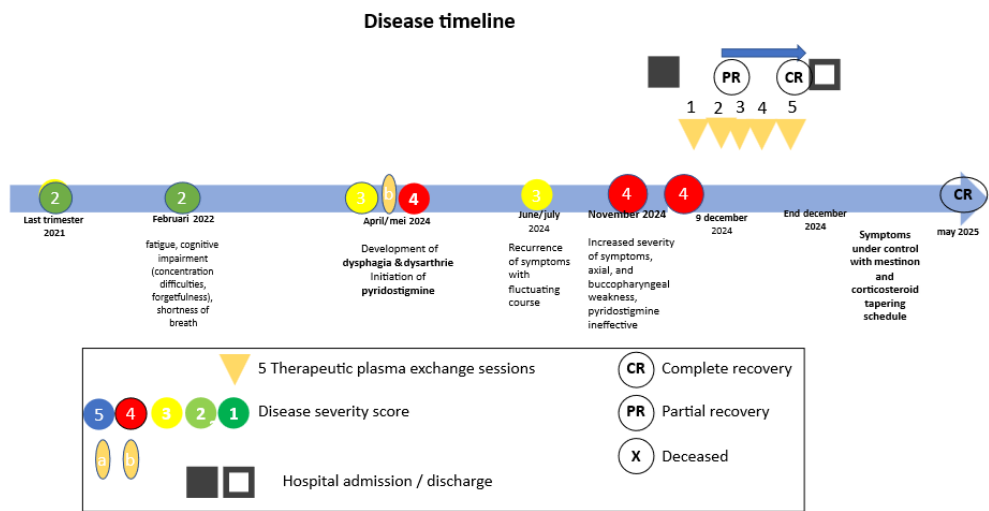 Disease timeline
PR
CR
1
2
3
4
5
2
2
3
b
4
3
4
4
CR
Last trimester
2021
Februari 2022
fatigue, cognitive
impairment
(concentration
difficulties,
forgetfulness),
shortness of
breath
April/mei 2024
Development of
dysphagia & dysarthrie
Initiation of
pyridostigmine
June/july
2024
Recurrence
of symptoms
with
fluctuating
course
November 2024
Increased severity
of symptoms,
axial, and
buccopharyngeal
weakness,
pyridostigmine
ineffective
9 december
2024
End december
2024
Symptoms
under control
with mestinon
and
corticosteroid
tapering
schedule
may 2025
5 Therapeutic plasma exchange sessions
5
4
3
2
1
Disease severity score
a
b
Hospital admission / discharge
CR
Complete recovery
PR
Partial recovery
X
Deceased